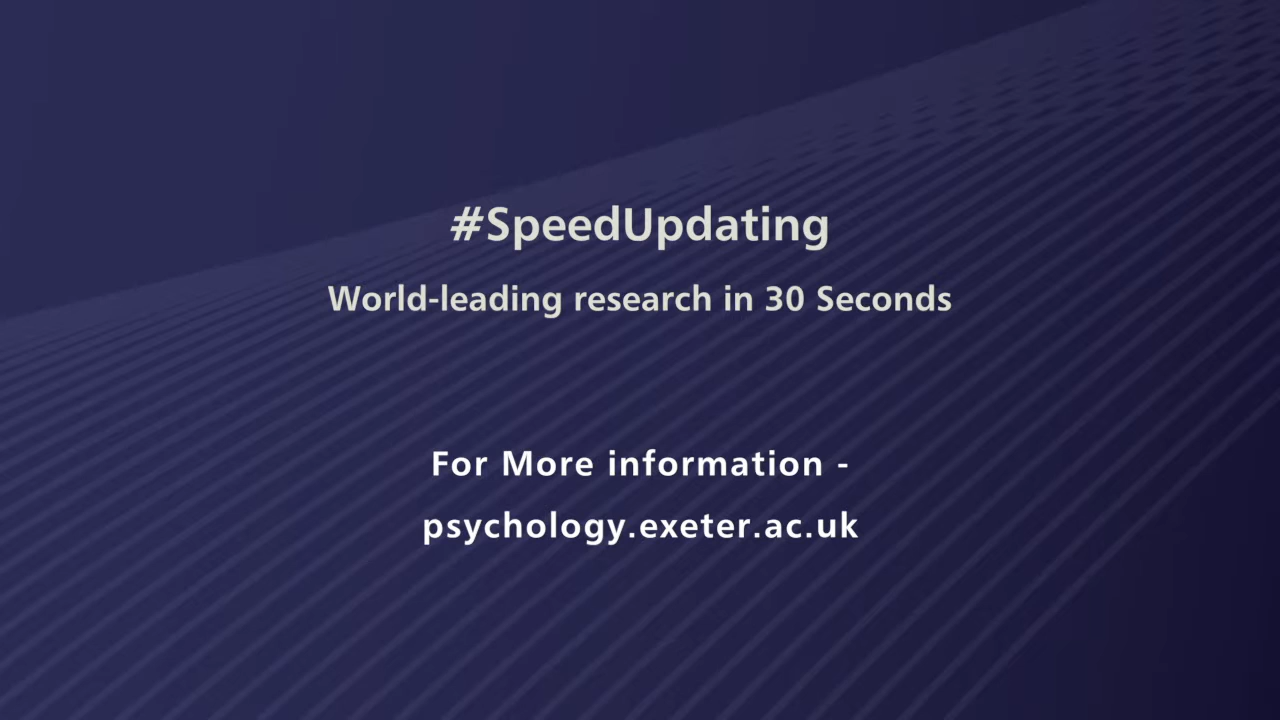 #SpeedUpdating
World-leading research in 30 Seconds
For More information -
psychology.exeter.ac.uk